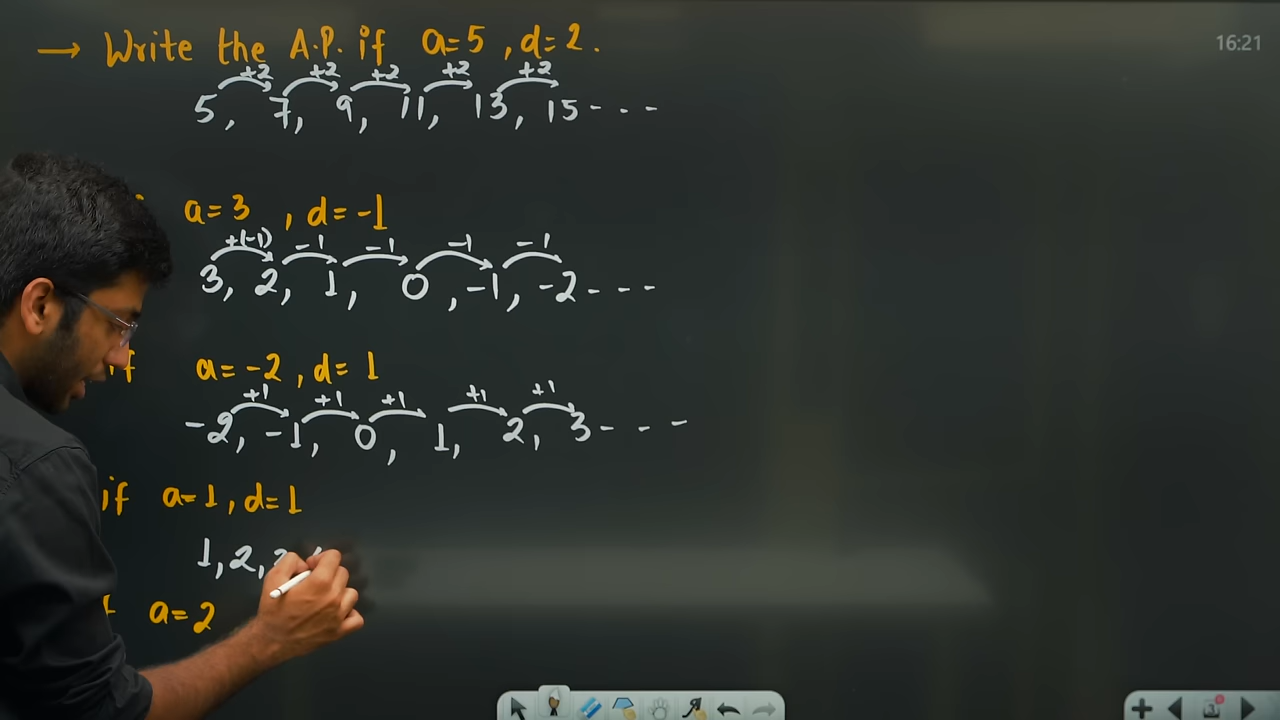 → Write the A.P. if a=5 , d=2.
16:21
+2 +2 +2 +2 +2
5, 7, 9, 11, 13, 15 - - -
a=3 , d=-1
+(-1) -1 -1 -1 -1
3, 2, 1, 0, -1, -2 - - -
if a=-2, d=1
+1 +1 +1 +1 +1
-2, -1, 0, 1, 2, 3 - - -
if a=1, d=1
1, 2,
a=2